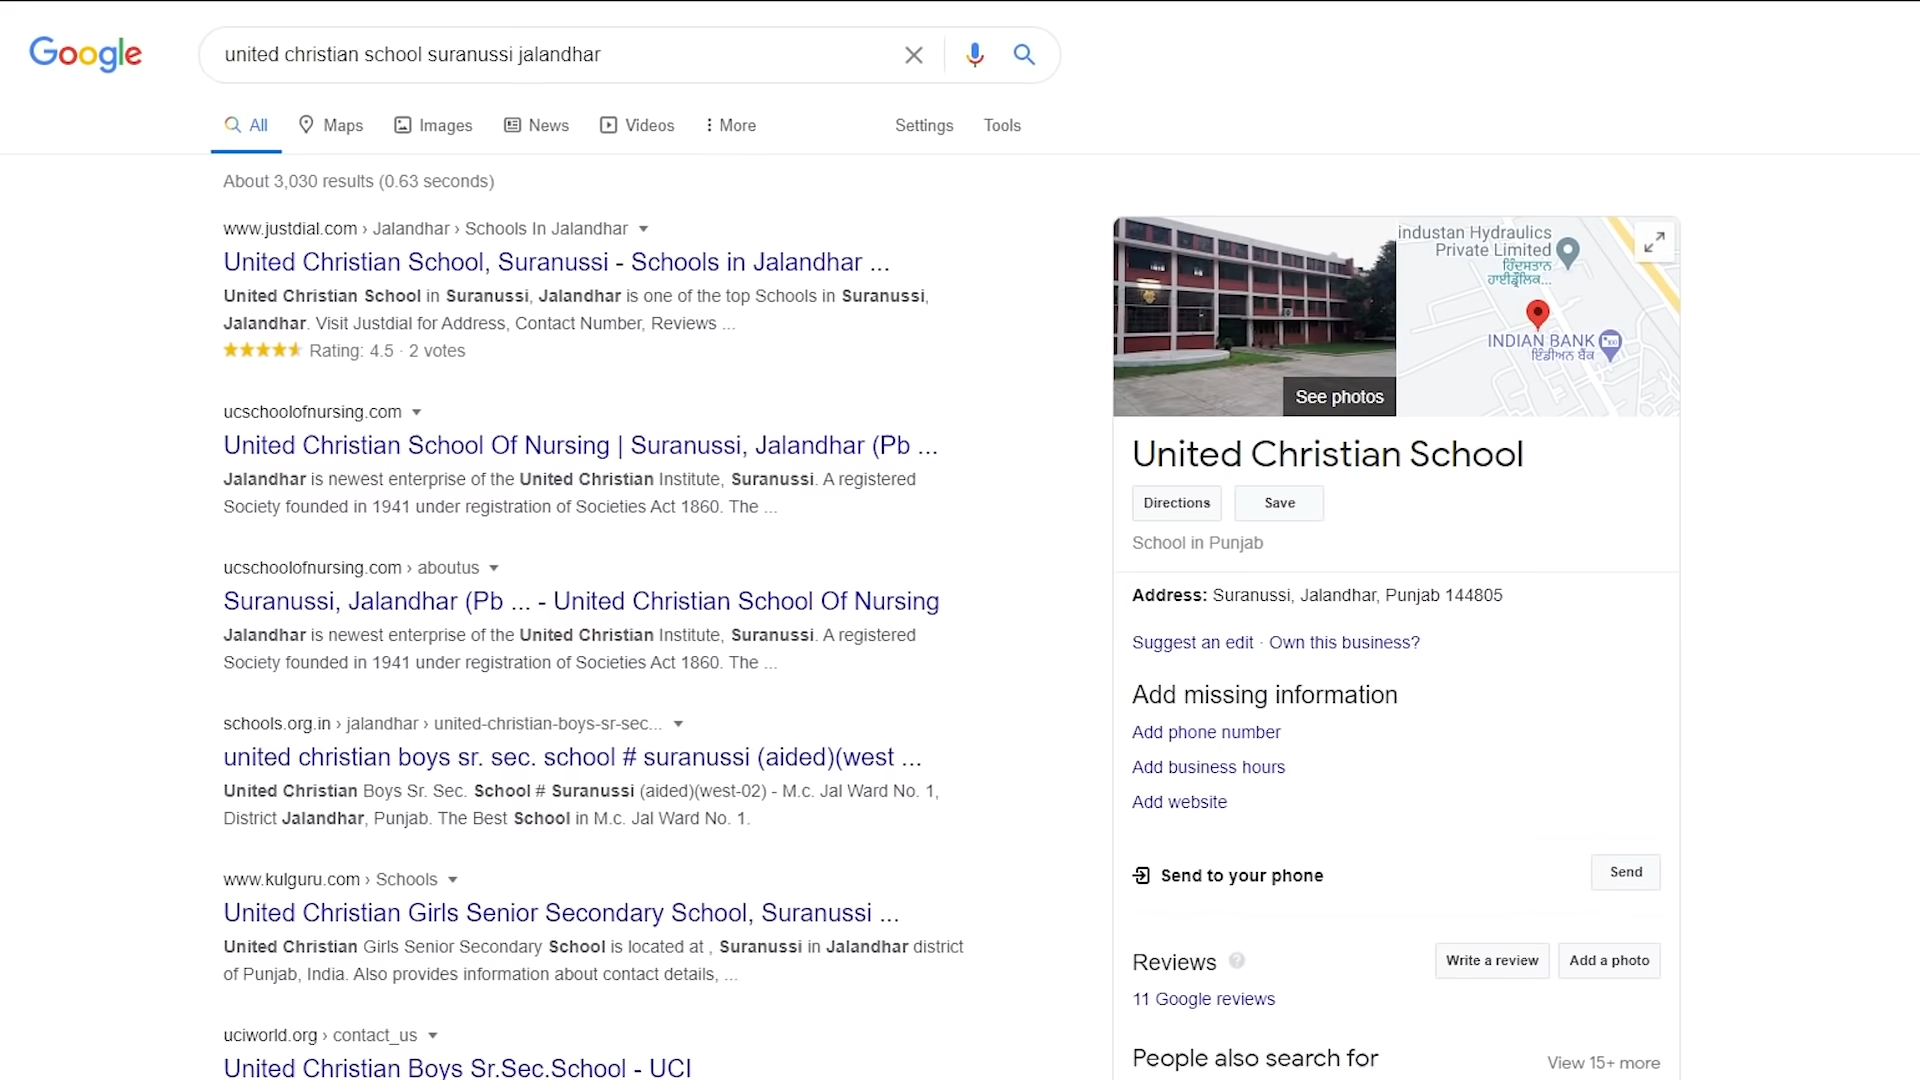 Google
united christian school suranussi jalandhar
All
Maps
Images
News
Videos
More
Settings
Tools
About 3,030 results (0.63 seconds)
www.justdial.com › Jalandhar › Schools In Jalandhar
United Christian School, Suranussi - Schools in Jalandhar ...
United Christian School in Suranussi, Jalandhar is one of the top Schools in Suranussi,
Jalandhar. Visit Justdial for Address, Contact Number, Reviews ...
Rating: 4.5 · 2 votes
ucschoolofnursing.com
United Christian School Of Nursing | Suranussi, Jalandhar (Pb ...
Jalandhar is newest enterprise of the United Christian Institute, Suranussi. A registered
Society founded in 1941 under registration of Societies Act 1860. The ...
ucschoolofnursing.com › aboutus
Suranussi, Jalandhar (Pb ... - United Christian School Of Nursing
Jalandhar is newest enterprise of the United Christian Institute, Suranussi. A registered
Society founded in 1941 under registration of Societies Act 1860. The ...
schools.org.in › jalandhar › united-christian-boys-sr-sec...
united christian boys sr. sec. school # suranussi (aided)(west ...
United Christian Boys Sr. Sec. School # Suranussi (aided)(west-02) - M.c. Jal Ward No. 1,
District Jalandhar, Punjab. The Best School in M.c. Jal Ward No. 1.
www.kulguru.com › Schools
United Christian Girls Senior Secondary School, Suranussi ...
United Christian Girls Senior Secondary School is located at , Suranussi in Jalandhar district
of Punjab, India. Also provides information about contact details, ...
uciworld.org › contact_us
United Christian Boys Sr.Sec.School - UCI
industan Hydraulics
Private Limited
ਹਿੰਦਸਤਾਨ
ਹਾਈਡ੍ਰੌਲਿਕ...
INDIAN BANK
ਇੰਡੀਅਨ ਬੈਂਕ
See photos
United Christian School
Directions
Save
School in Punjab
Address: Suranussi, Jalandhar, Punjab 144805
Suggest an edit · Own this business?
Add missing information
Add phone number
Add business hours
Add website
Send to your phone
Send
Reviews
Write a review
Add a photo
11 Google reviews
People also search for
View 15+ more